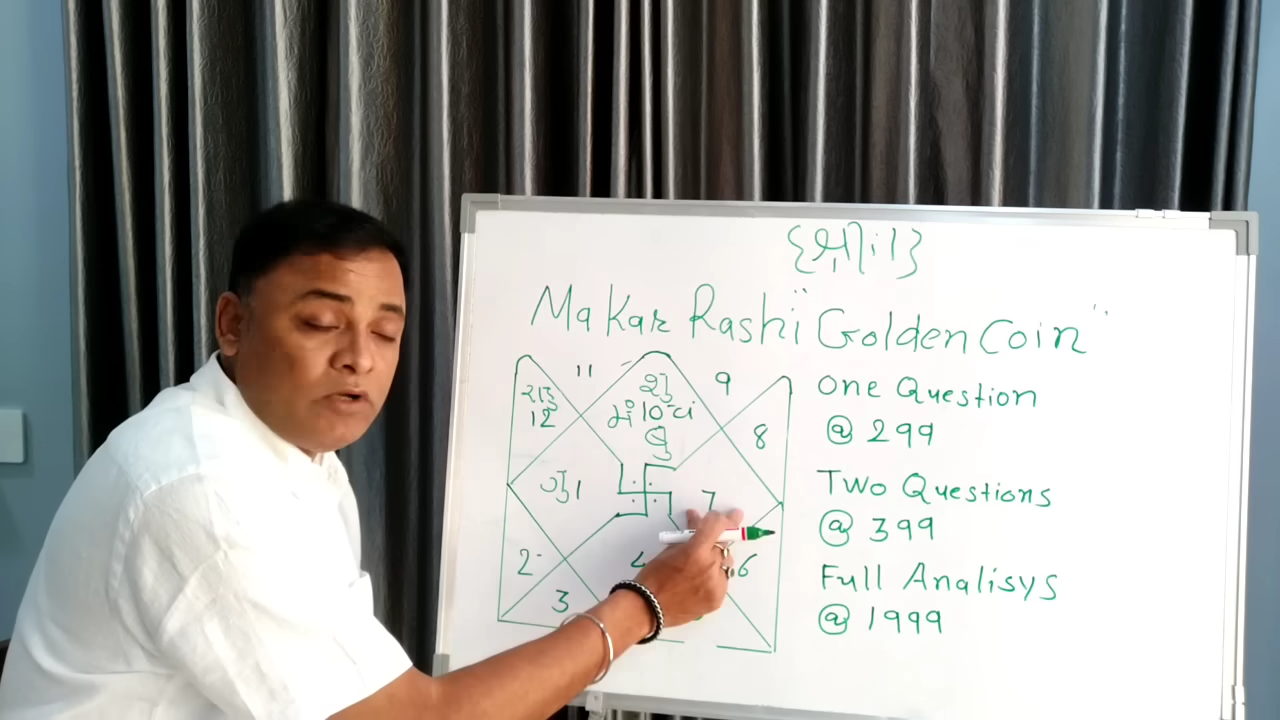 {શ્રી: 1}
Makar Rashi "Golden Coin"
11
9
રાહુ
12
શુ
મં 10 ચં
બુ
8
ગુ 1
7
2
4
6
3
One Question
@ 299
Two Questions
@ 399
Full Analisys
@ 1999